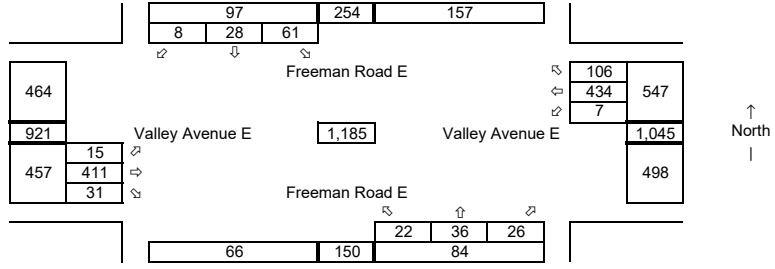 97 254 157
8 28 61
Freeman Road E
464 106 547
434
921 Valley Avenue E 1,185 Valley Avenue E 7 1,045 North
457 15 498
411
31
Freeman Road E
22 36 26
66 150 84